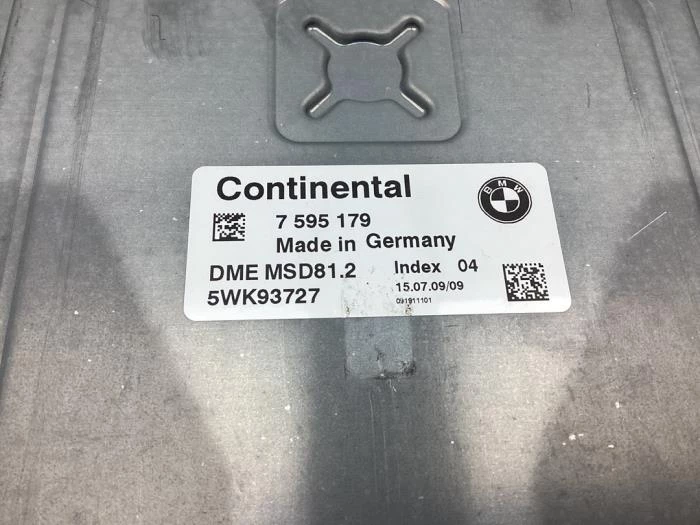 Continental
BMW
7 595 179
Made in Germany
DME MSD81.2 Index 04
5WK93727 15.07.09/09
091911101